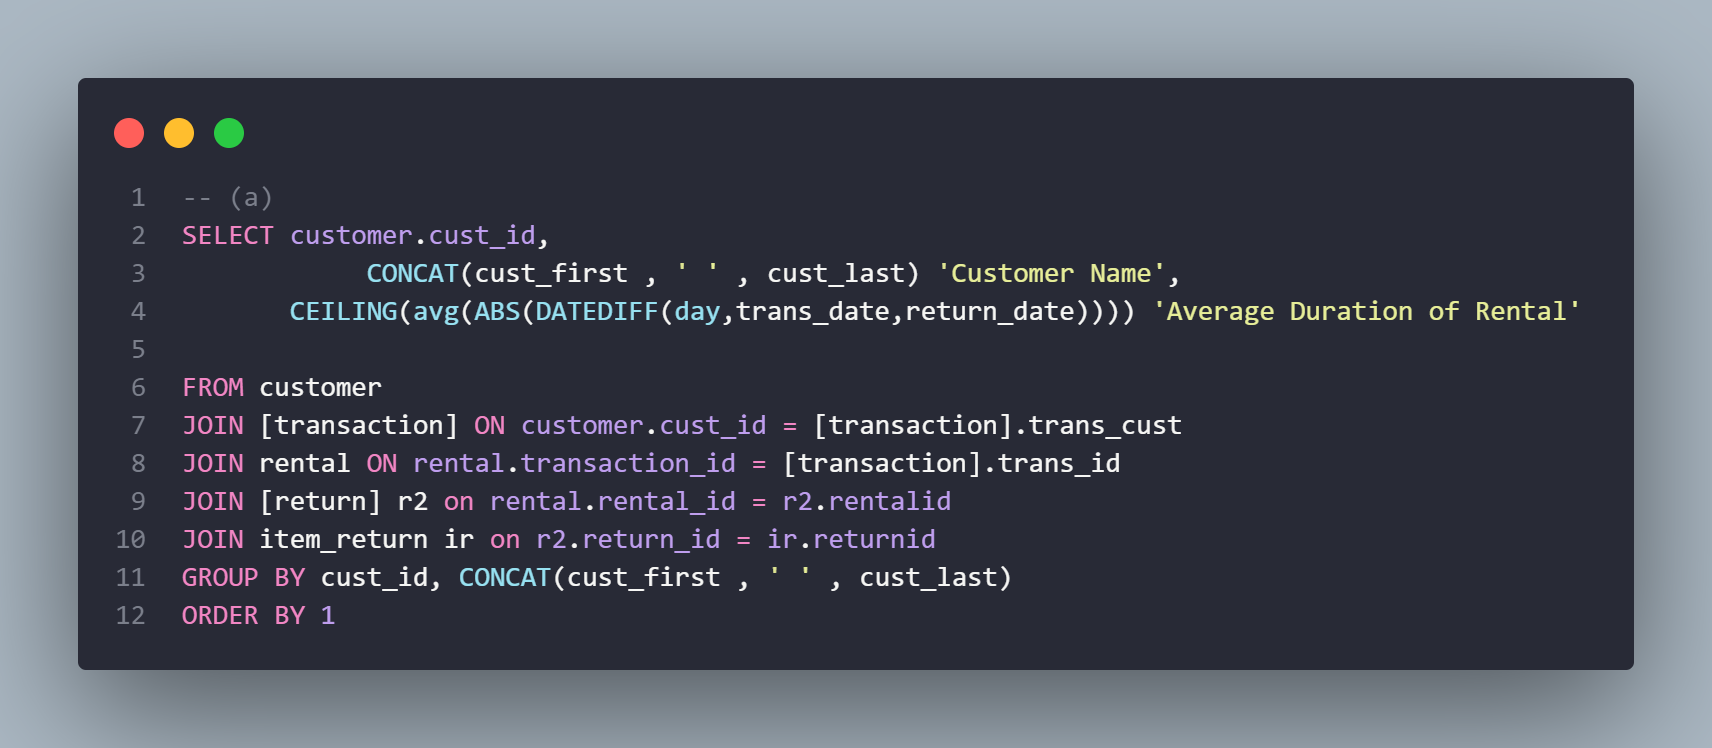 1 -- (a)
2 SELECT customer.cust_id,
3 CONCAT(cust_first , ' ' , cust_last) 'Customer Name',
4 CEILING(avg(ABS(DATEDIFF(day,trans_date,return_date)))) 'Average Duration of Rental'
5
6 FROM customer
7 JOIN [transaction] ON customer.cust_id = [transaction].trans_cust
8 JOIN rental ON rental.transaction_id = [transaction].trans_id
9 JOIN [return] r2 on rental.rental_id = r2.rentalid
10 JOIN item_return ir on r2.return_id = ir.returnid
11 GROUP BY cust_id, CONCAT(cust_first , ' ' , cust_last)
12 ORDER BY 1